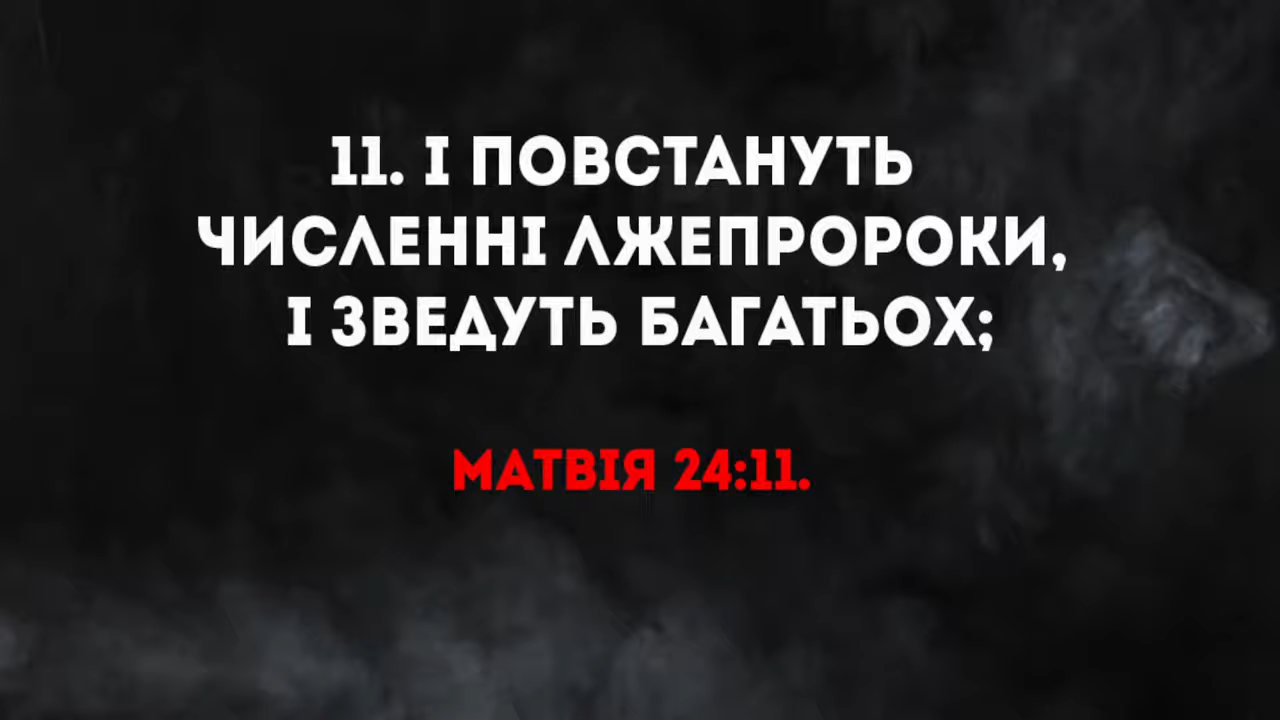 11. І ПОВСТАНУТЬ
ЧИСЛЕННІ ЛЖЕПРОРОКИ,
І ЗВЕДУТЬ БАГАТЬОХ;
МАТВІЯ 24:11.